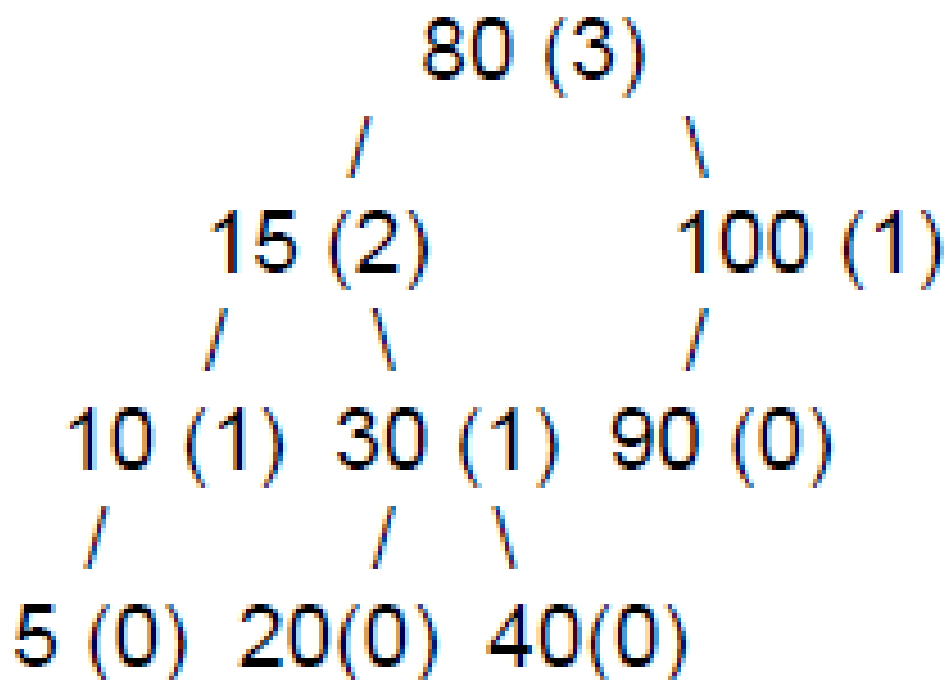 80 (3)
/ \
15 (2) 100 (1)
/ \ /
10 (1) 30 (1) 90 (0)
/ / \
5 (0) 20(0) 40(0)